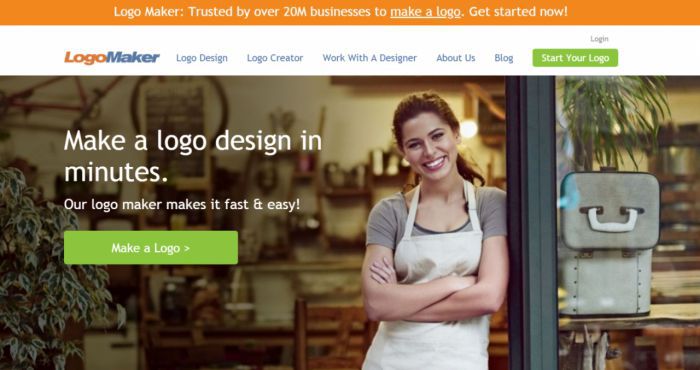 Logo Maker: Trusted by over 20M businesses to make a logo. Get started now!
Login
LogoMaker Logo Design Logo Creator Work With A Designer About Us Blog Start Your Logo
Make a logo design in
minutes.
Our logo maker makes it fast & easy!
Make a Logo >